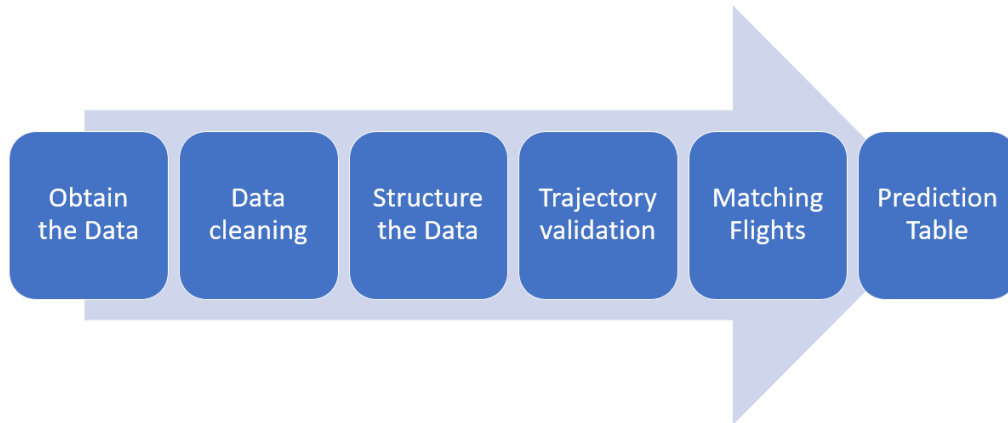 Obtain
the Data
Data
cleaning
Structure
the Data
Trajectory
validation
Matching
Flights
Prediction
Table